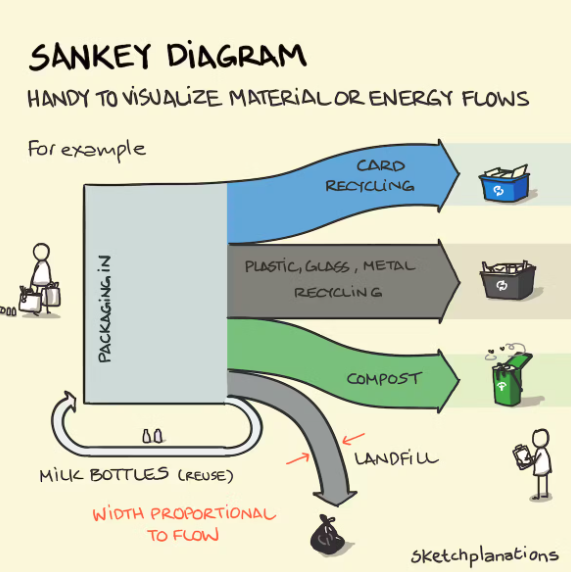 SANKEY DIAGRAM
HANDY TO VISUALIZE MATERIAL OR ENERGY FLOWS
For example
CARD
RECYCLING
PACKAGING IN
PLASTIC, GLASS, METAL
RECYCLING
COMPOST
LANDFILL
MILK BOTTLES (REUSE)
WIDTH PROPORTIONAL
TO FLOW
sketchplanations